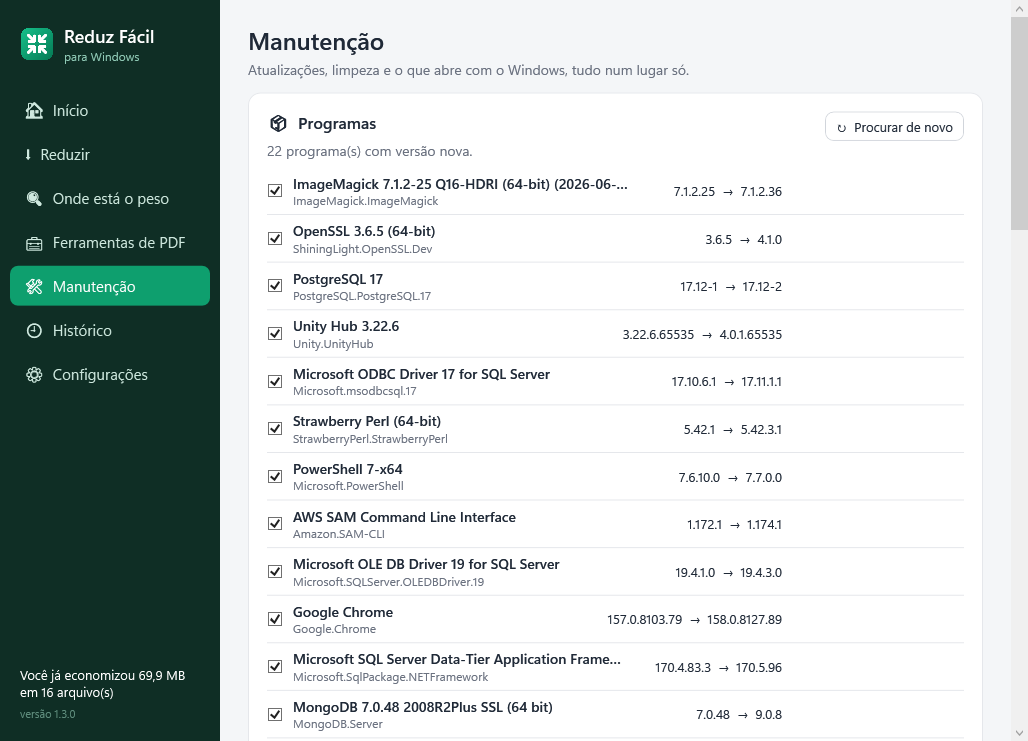 Reduz Fácil
para Windows
Início
Reduzir
Onde está o peso
Ferramentas de PDF
Manutenção
Histórico
Configurações
Você já economizou 69,9 MB
em 16 arquivo(s)
versão 1.3.0
Manutenção
Atualizações, limpeza e o que abre com o Windows, tudo num lugar só.
Programas
↻ Procurar de novo
22 programa(s) com versão nova.
ImageMagick 7.1.2-25 Q16-HDRI (64-bit) (2026-06-...
ImageMagick.ImageMagick
7.1.2.25 → 7.1.2.36
OpenSSL 3.6.5 (64-bit)
ShiningLight.OpenSSL.Dev
3.6.5 → 4.1.0
PostgreSQL 17
PostgreSQL.PostgreSQL.17
17.12-1 → 17.12-2
Unity Hub 3.22.6
Unity.UnityHub
3.22.6.65535 → 4.0.1.65535
Microsoft ODBC Driver 17 for SQL Server
Microsoft.msodbcsql.17
17.10.6.1 → 17.11.1.1
Strawberry Perl (64-bit)
StrawberryPerl.StrawberryPerl
5.42.1 → 5.42.3.1
PowerShell 7-x64
Microsoft.PowerShell
7.6.10.0 → 7.7.0.0
AWS SAM Command Line Interface
Amazon.SAM-CLI
1.172.1 → 1.174.1
Microsoft OLE DB Driver 19 for SQL Server
Microsoft.SQLServer.OLEDBDriver.19
19.4.1.0 → 19.4.3.0
Google Chrome
Google.Chrome
157.0.8103.79 → 158.0.8127.89
Microsoft SQL Server Data-Tier Application Frame...
Microsoft.SqlPackage.NETFramework
170.4.83.3 → 170.5.96
MongoDB 7.0.48 2008R2Plus SSL (64 bit)
MongoDB.Server
7.0.48 → 9.0.8